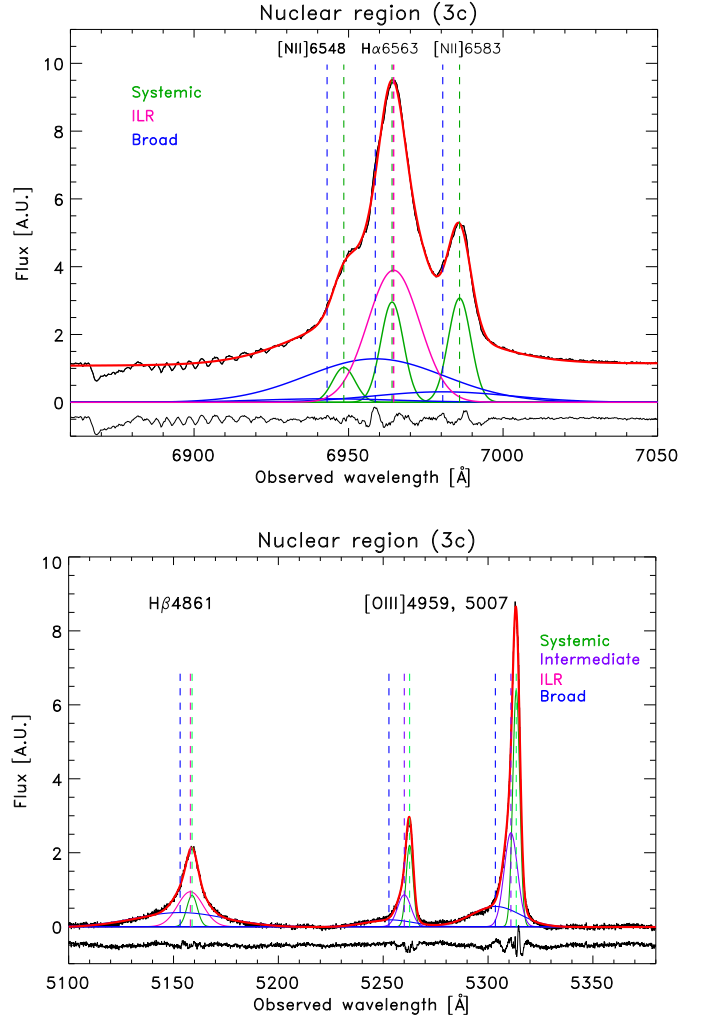 Nuclear region (3c)
[NII]6548 Hα6563 [NII]6583
Systemic
ILR
Broad
Flux [A.U.]
10
8
6
4
2
0
6900 6950 7000 7050
Observed wavelength [Å]
Nuclear region (3c)
Hβ4861 [OIII]4959, 5007
Systemic
Intermediate
ILR
Broad
Flux [A.U.]
10
8
6
4
2
0
5100 5150 5200 5250 5300 5350
Observed wavelength [Å]